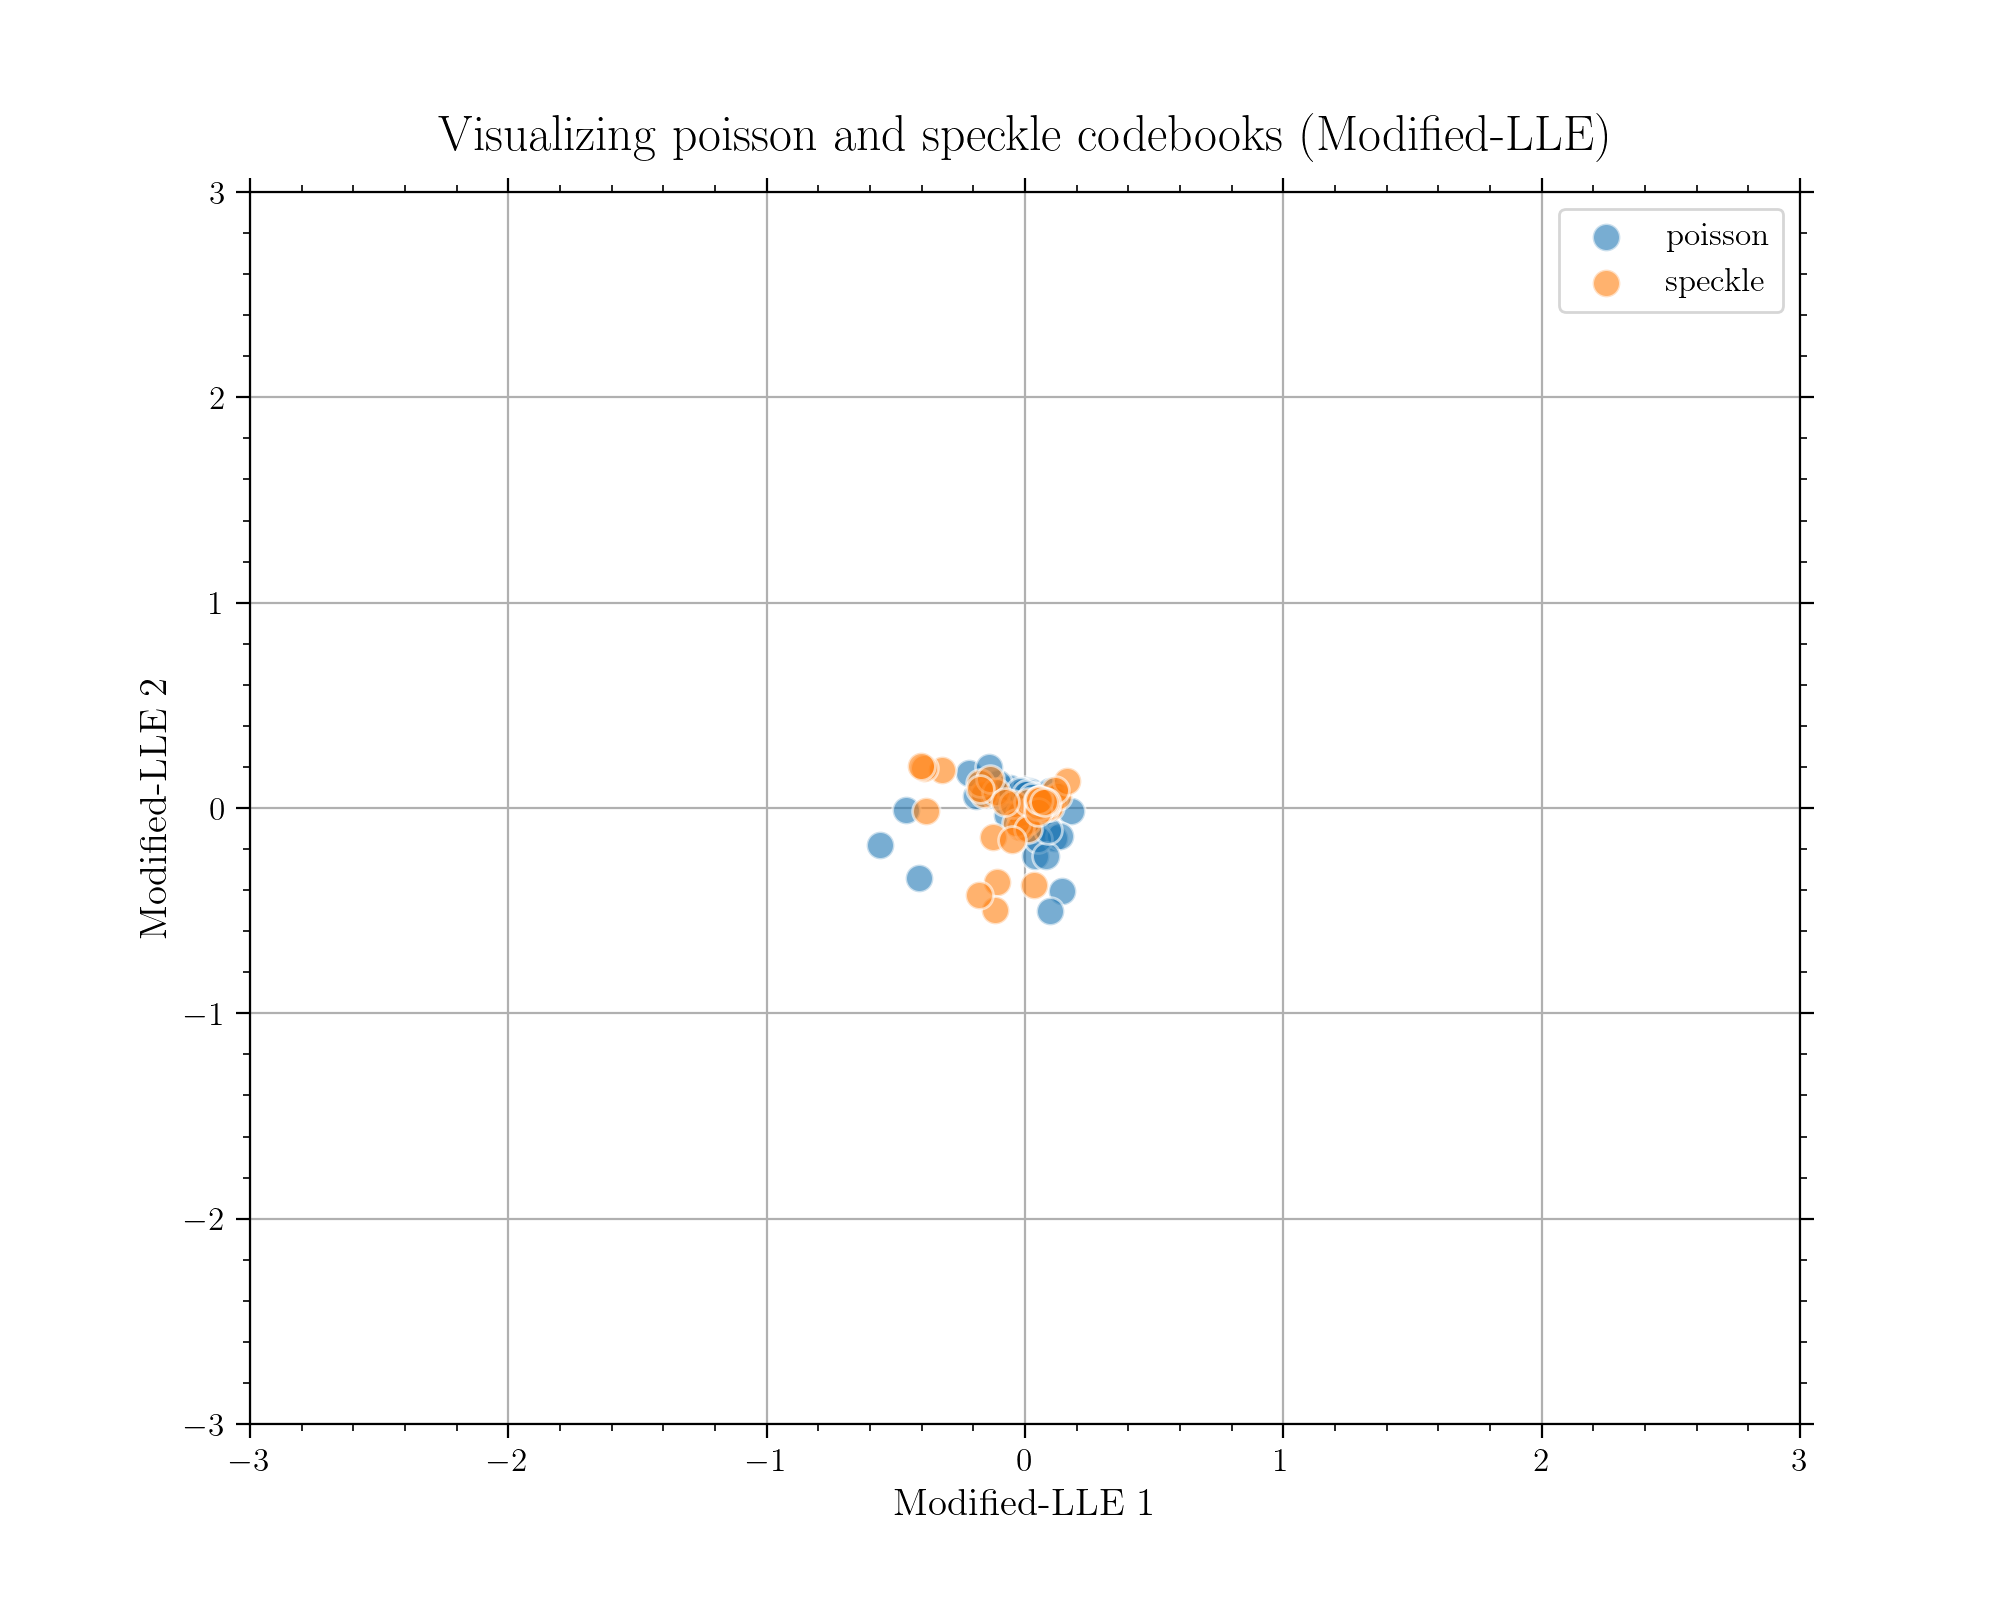 Visualizing poisson and speckle codebooks (Modified-LLE)
poisson
speckle
3
2
1
0
−1
−2
−3
Modified-LLE 2
−3
−2
−1
0
1
2
3
Modified-LLE 1